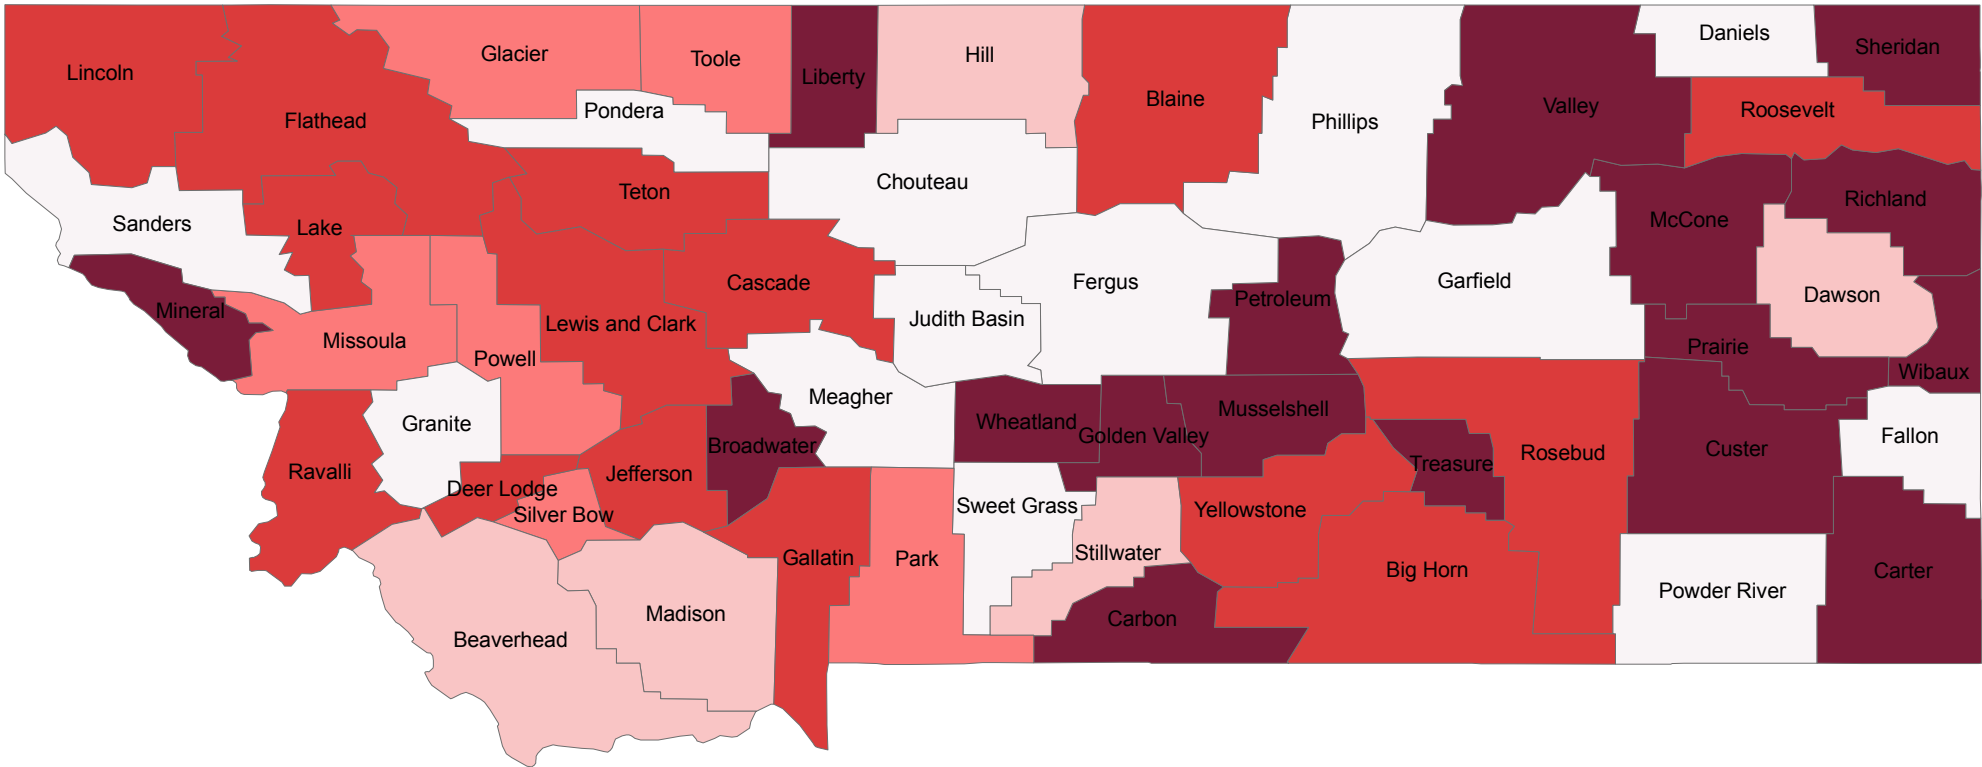 Daniels
Sheridan
Glacier
Hill
Toole
Lincoln
Liberty
Blaine
Valley
Roosevelt
Pondera
Flathead
Phillips
Chouteau
Teton
Richland
McCone
Sanders
Lake
Cascade
Fergus
Garfield
Dawson
Petroleum
Mineral
Judith Basin
Lewis and Clark
Missoula
Prairie
Powell
Wibaux
Meagher
Musselshell
Wheatland
Granite
Golden Valley
Fallon
Broadwater
Custer
Rosebud
Treasure
Ravalli
Jefferson
Deer Lodge
Sweet Grass
Yellowstone
Silver Bow
Stillwater
Gallatin
Park
Big Horn
Carter
Powder River
Madison
Carbon
Beaverhead